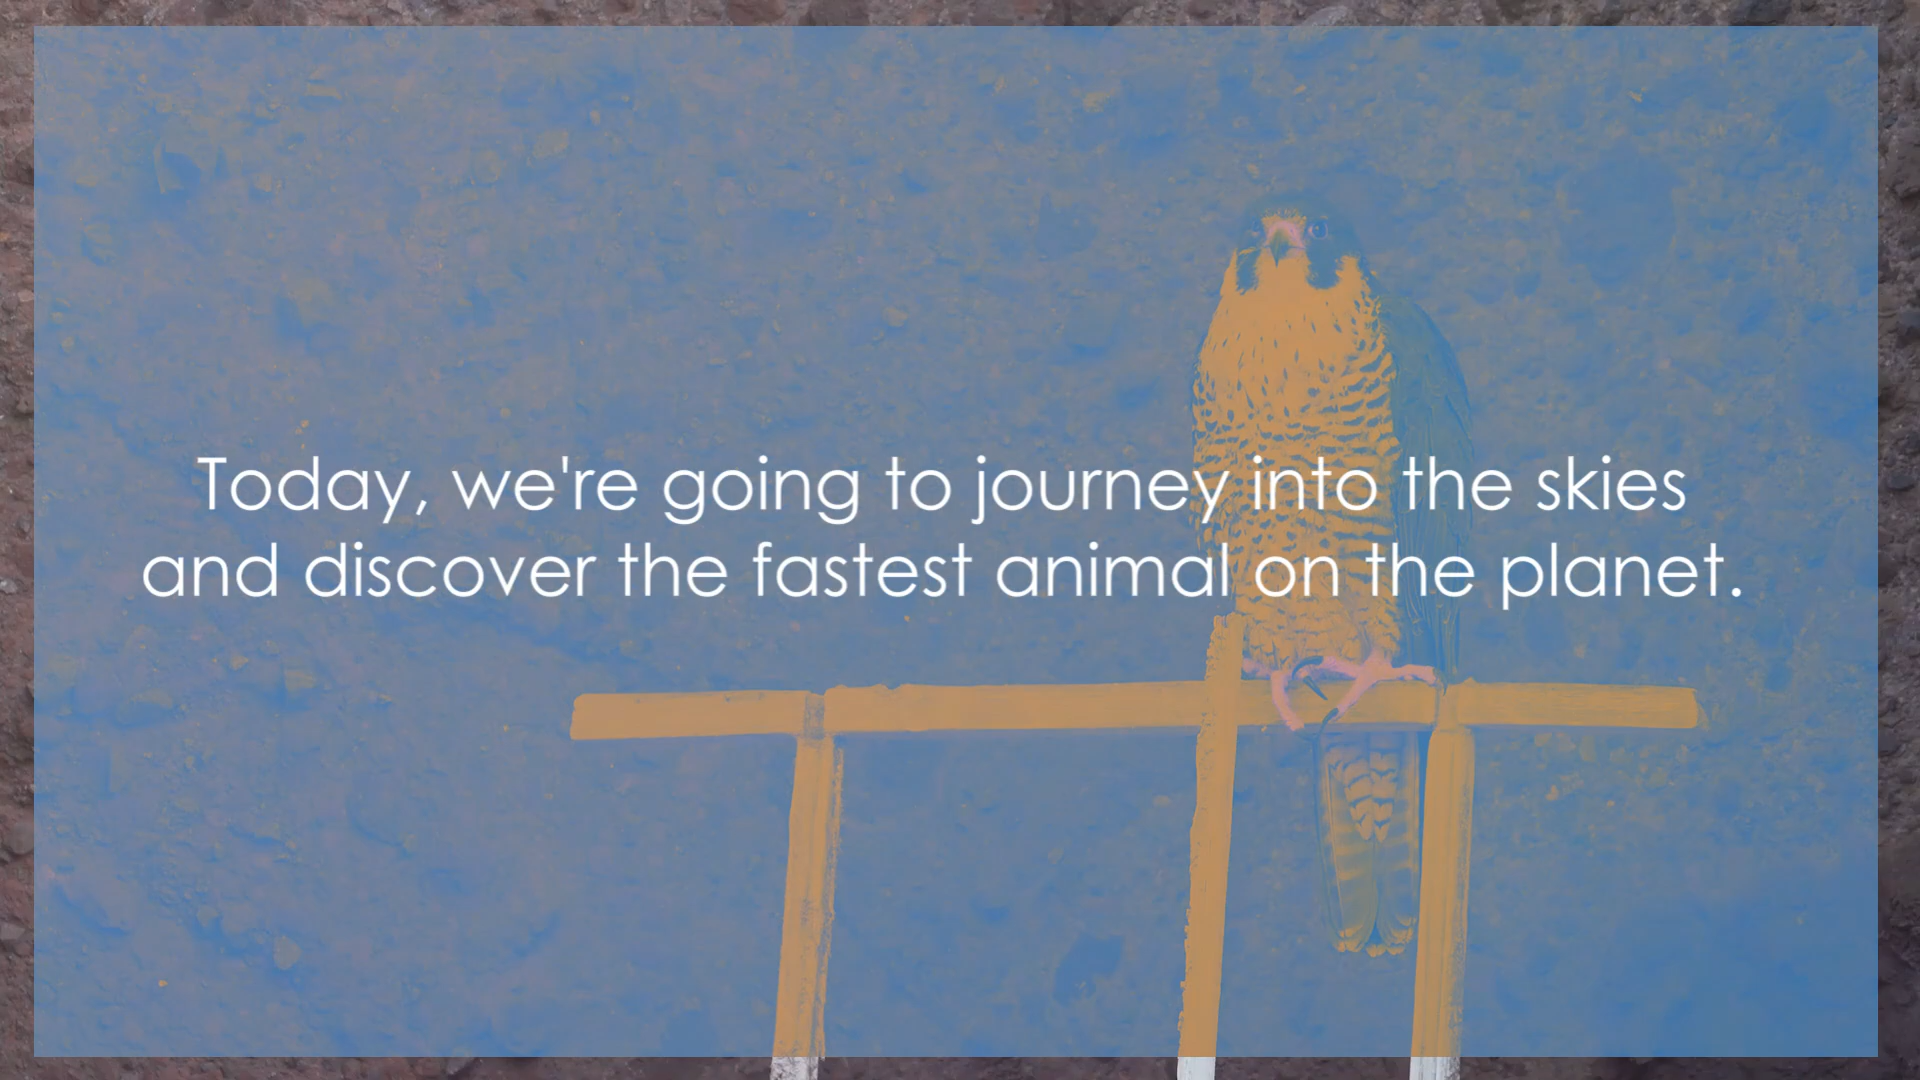 Today, we're going to journey into the skies
and discover the fastest animal on the planet.